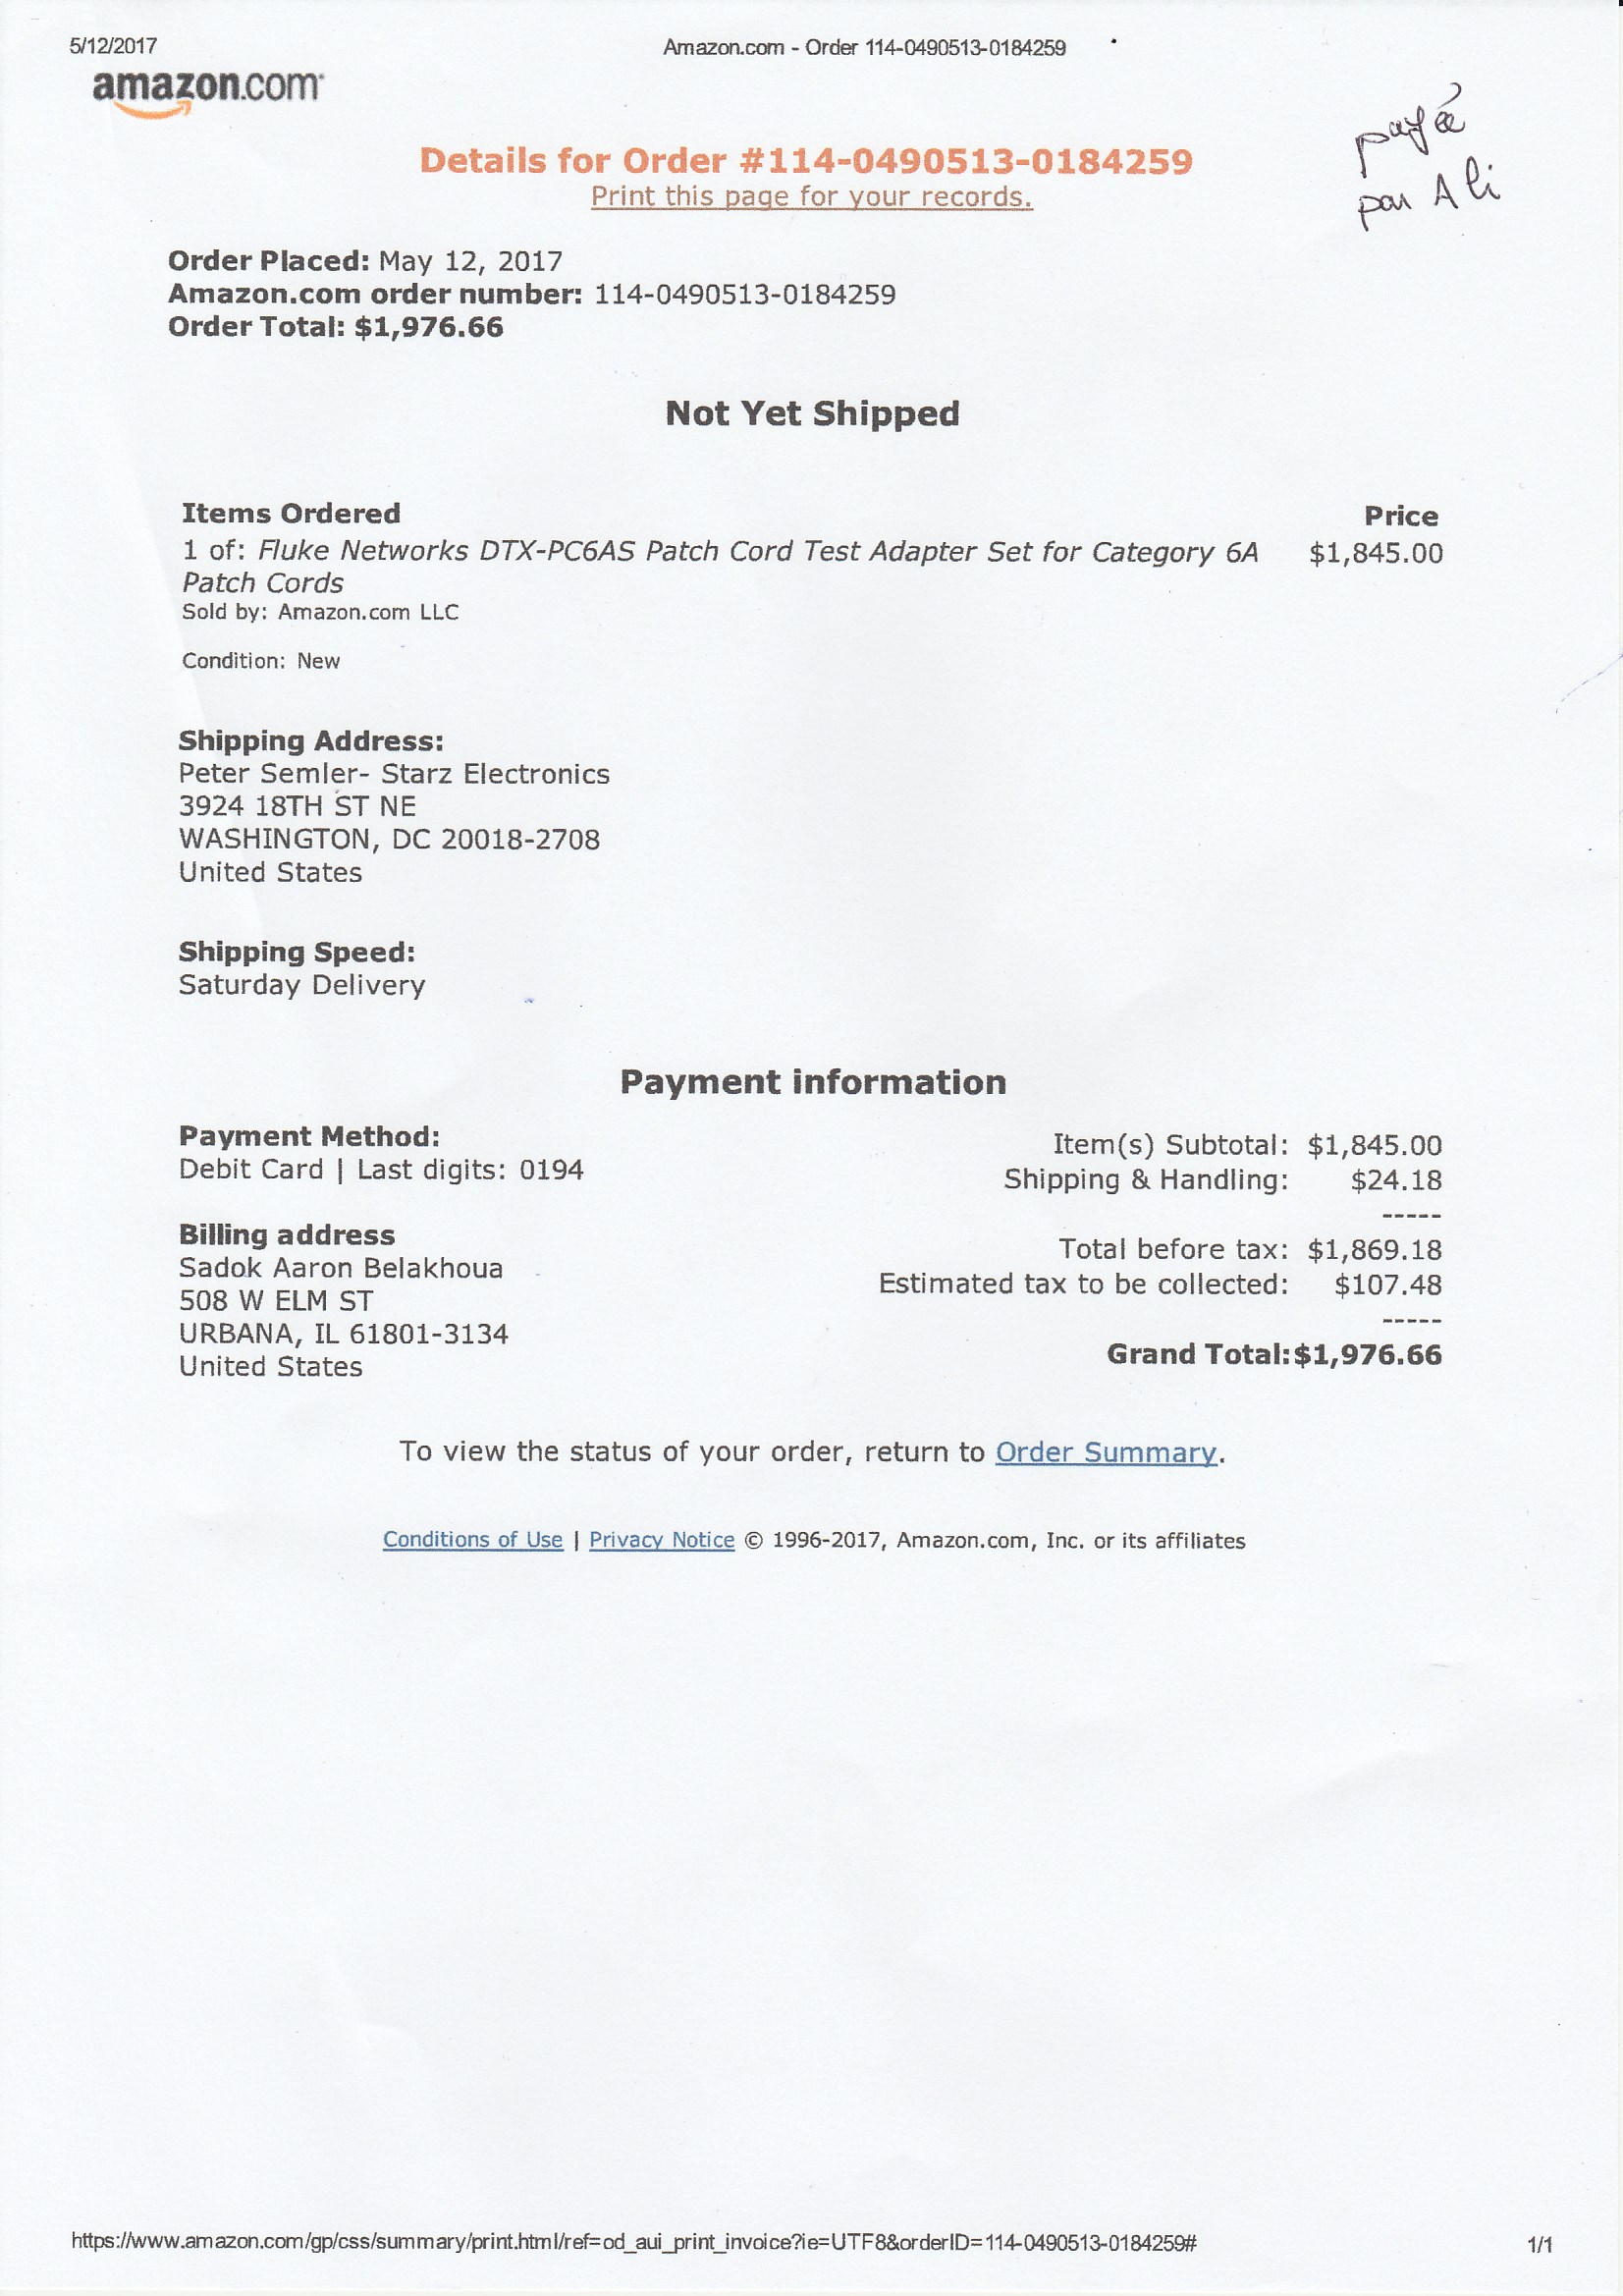 5/12/2017
Amazon.com - Order 114-0490513-0184259
amazon.com
payée
par Ali
Details for Order #114-0490513-0184259
Print this page for your records.
Order Placed: May 12, 2017
Amazon.com order number: 114-0490513-0184259
Order Total: $1,976.66
Not Yet Shipped
Items Ordered Price
1 of: Fluke Networks DTX-PC6AS Patch Cord Test Adapter Set for Category 6A $1,845.00
Patch Cords
Sold by: Amazon.com LLC
Condition: New
Shipping Address:
Peter Semler- Starz Electronics
3924 18TH ST NE
WASHINGTON, DC 20018-2708
United States
Shipping Speed:
Saturday Delivery
Payment information
Payment Method:
Debit Card | Last digits: 0194
Billing address
Sadok Aaron Belakhoua
508 W ELM ST
URBANA, IL 61801-3134
United States
Item(s) Subtotal: $1,845.00
Shipping & Handling: $24.18
-----
Total before tax: $1,869.18
Estimated tax to be collected: $107.48
-----
Grand Total:$1,976.66
To view the status of your order, return to Order Summary.
Conditions of Use | Privacy Notice © 1996-2017, Amazon.com, Inc. or its affiliates
https://www.amazon.com/gp/css/summary/print.html/ref=od_aui_print_invoice?ie=UTF8&orderID=114-0490513-0184259#
1/1